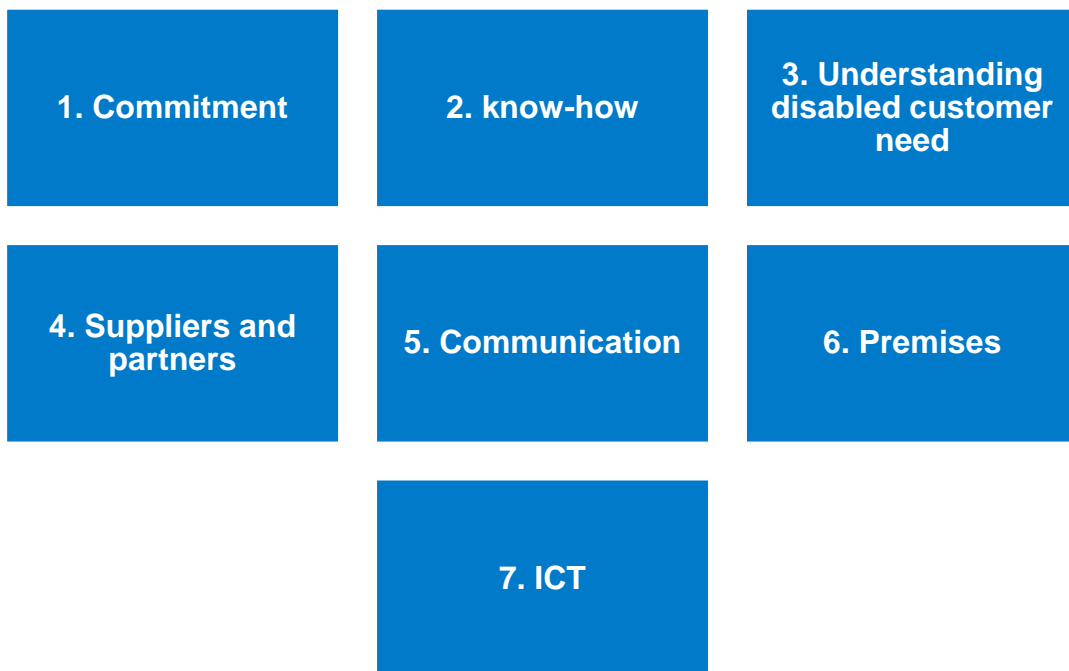 1. Commitment
2. know-how
3. Understanding
disabled customer
need
4. Suppliers and
partners
5. Communication
6. Premises
7. ICT